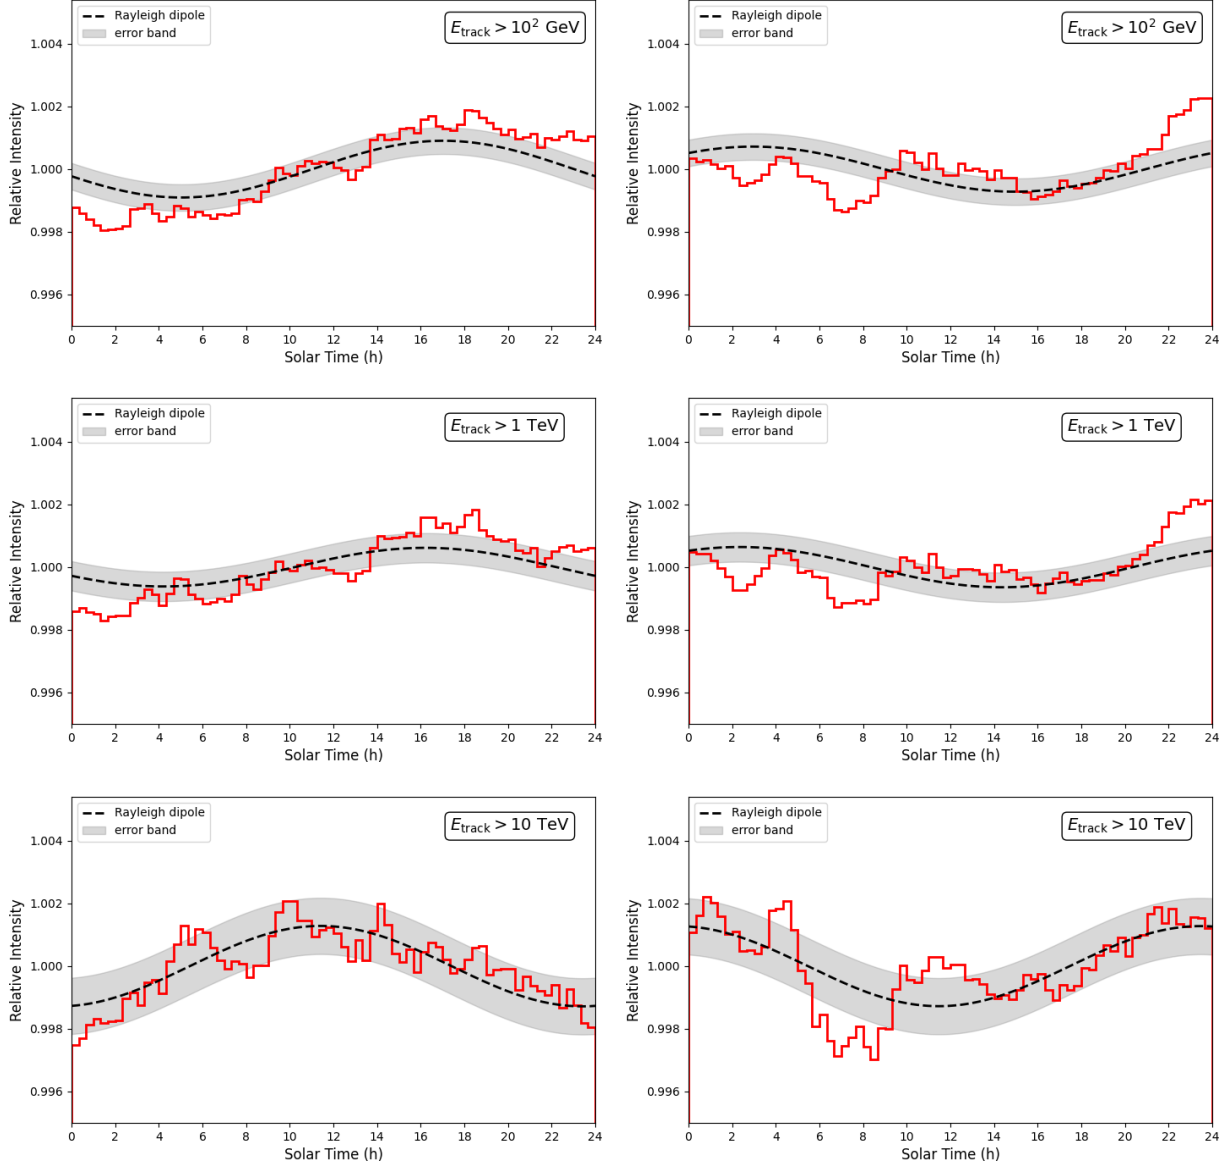 Rayleigh dipole
error band
E_track > 10² GeV
1.004
1.002
1.000
0.998
0.996
Relative Intensity
0 2 4 6 8 10 12 14 16 18 20 22 24
Solar Time (h)
Rayleigh dipole
error band
E_track > 10² GeV
1.004
1.002
1.000
0.998
0.996
Relative Intensity
0 2 4 6 8 10 12 14 16 18 20 22 24
Solar Time (h)
Rayleigh dipole
error band
E_track > 1 TeV
1.004
1.002
1.000
0.998
0.996
Relative Intensity
0 2 4 6 8 10 12 14 16 18 20 22 24
Solar Time (h)
Rayleigh dipole
error band
E_track > 1 TeV
1.004
1.002
1.000
0.998
0.996
Relative Intensity
0 2 4 6 8 10 12 14 16 18 20 22 24
Solar Time (h)
Rayleigh dipole
error band
E_track > 10 TeV
1.004
1.002
1.000
0.998
0.996
Relative Intensity
0 2 4 6 8 10 12 14 16 18 20 22 24
Solar Time (h)
Rayleigh dipole
error band
E_track > 10 TeV
1.004
1.002
1.000
0.998
0.996
Relative Intensity
0 2 4 6 8 10 12 14 16 18 20 22 24
Solar Time (h)